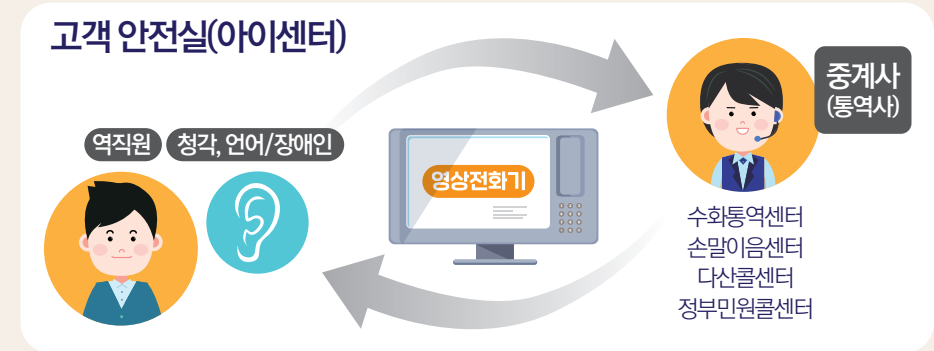 고객 안전실(아이센터)
중계사
(통역사)
역직원
청각, 언어/장애인
영상전화기
수화통역센터
손말이음센터
다산콜센터
정부민원콜센터